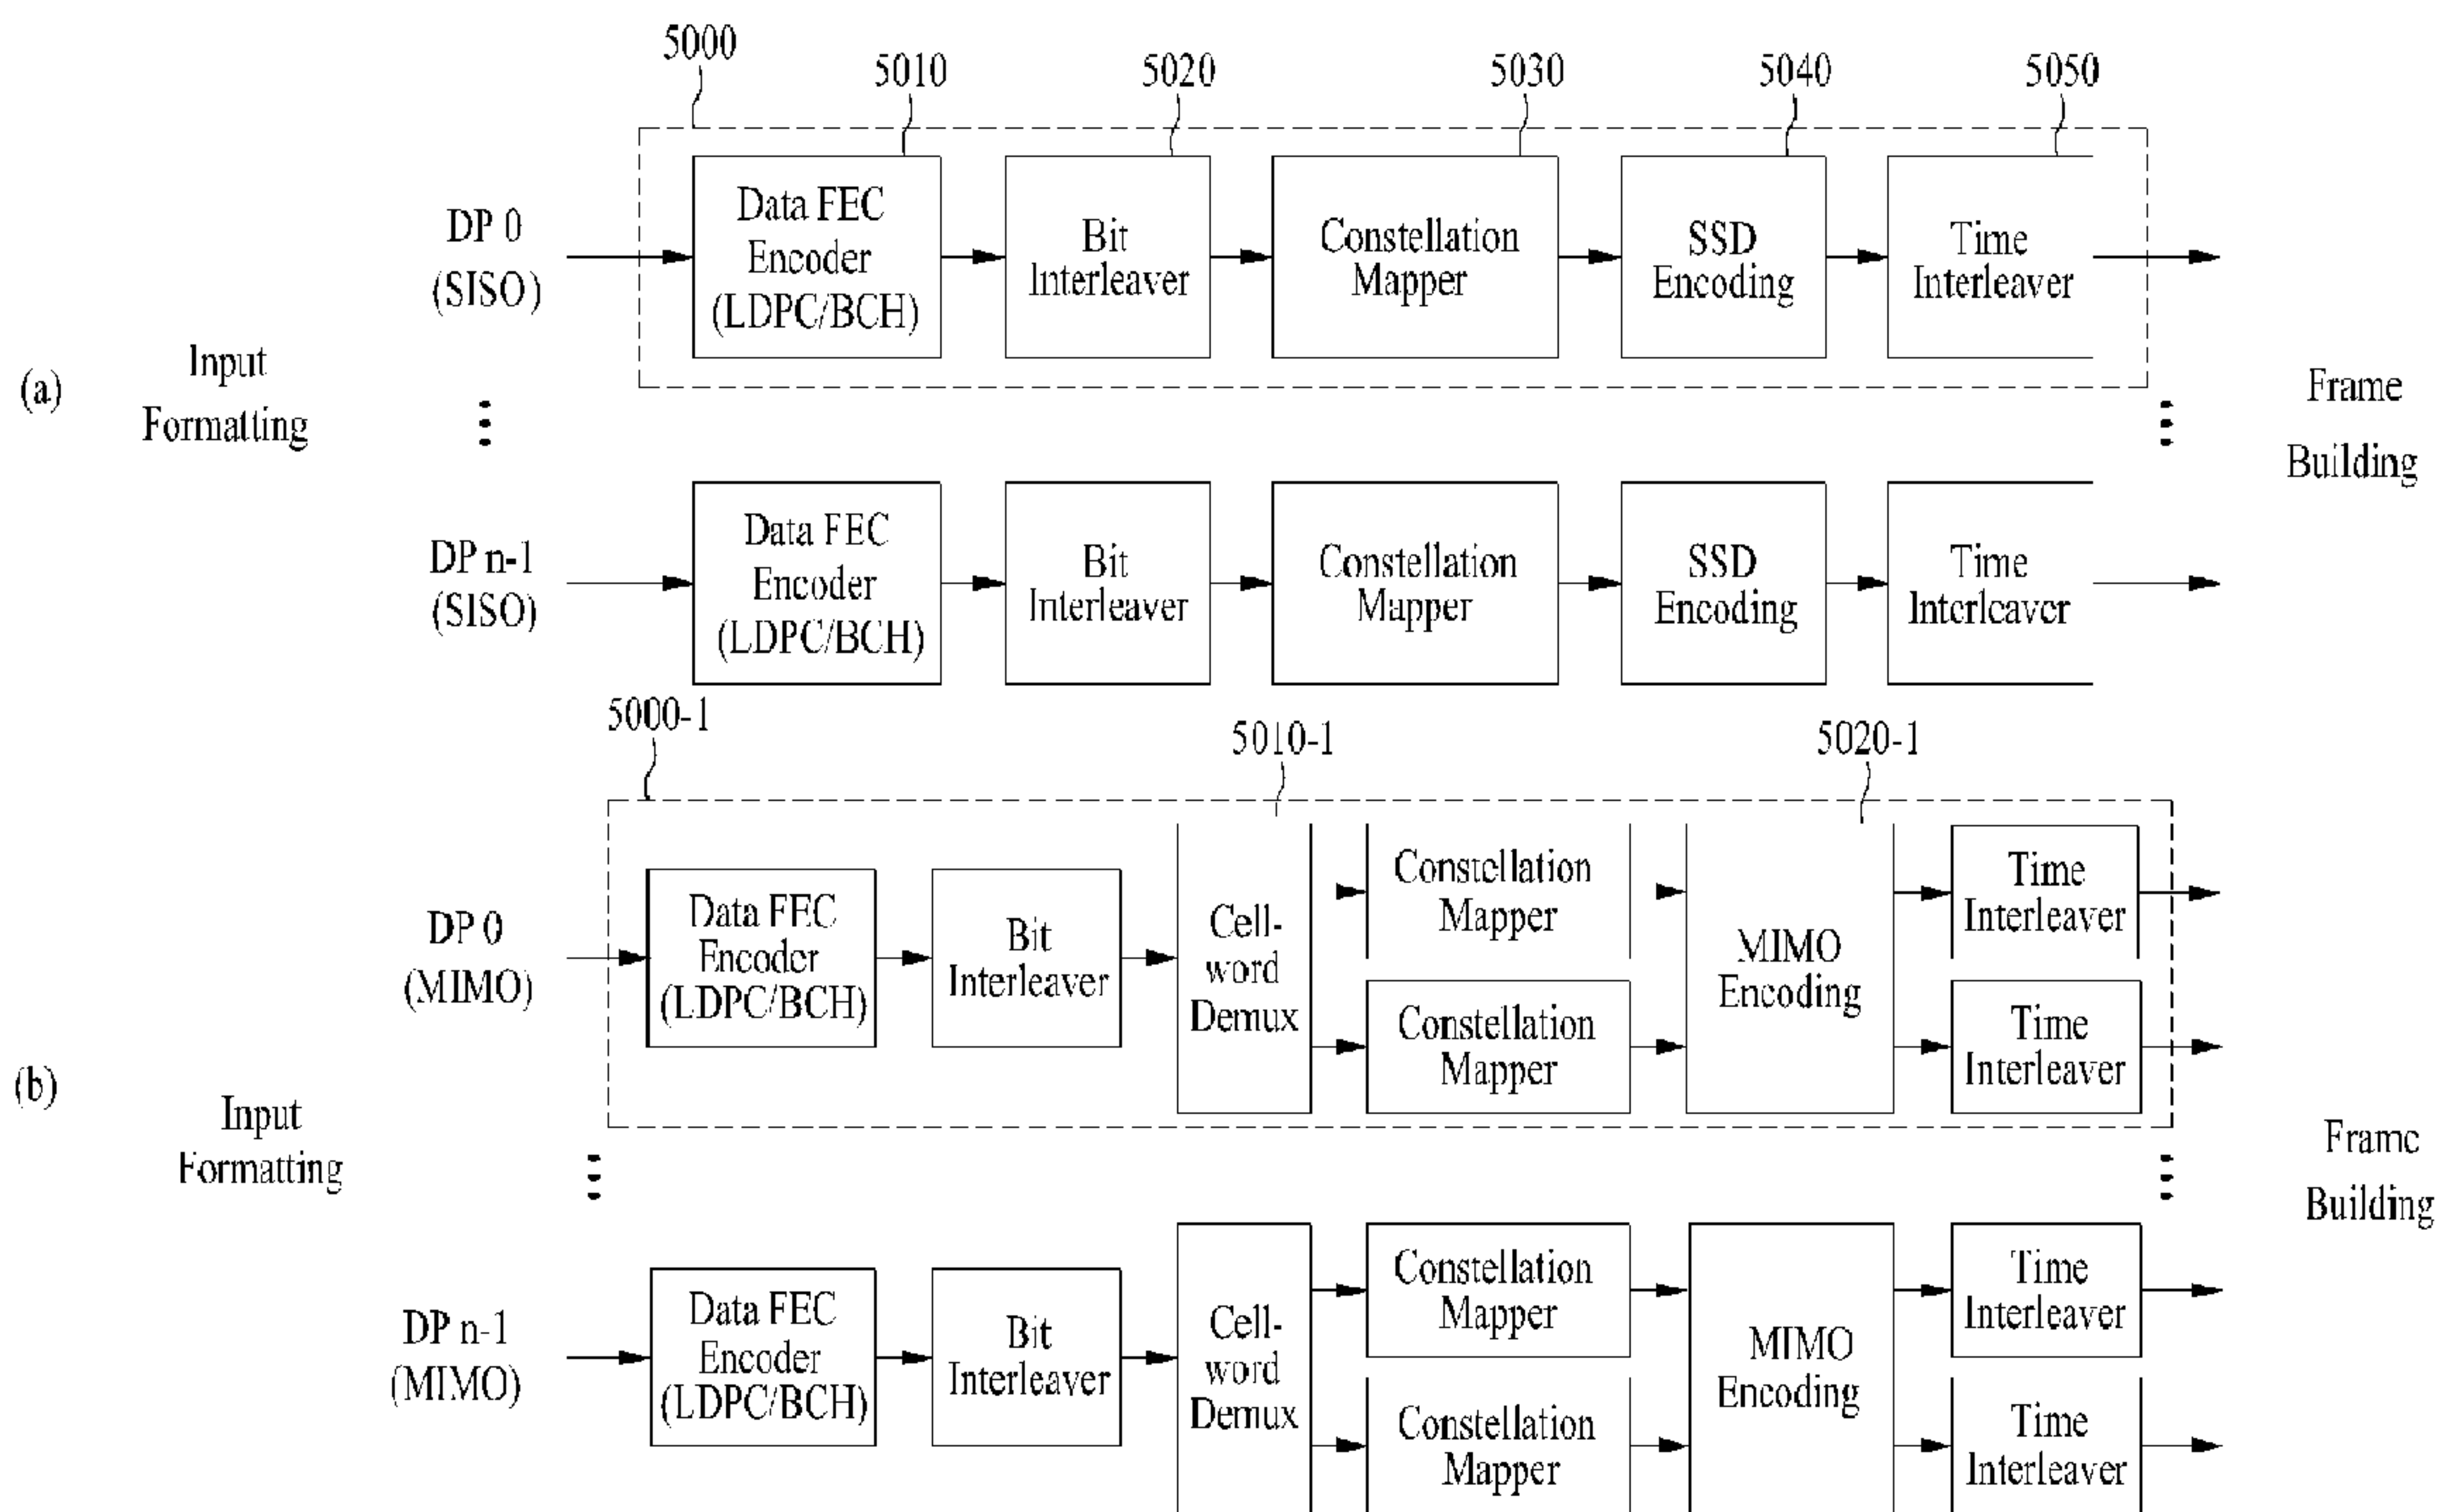 5000
5010
5020
5030
5040
5050
DP 0
(SISO)
Data FEC
Encoder
(LDPC/BCH)
Bit
Interleaver
Constellation
Mapper
SSD
Encoding
Time
Interleaver
(a)
Input
Formatting
Frame
Building
DP n-1
(SISO)
Data FEC
Encoder
(LDPC/BCH)
Bit
Interleaver
Constellation
Mapper
SSD
Encoding
Time
Interleaver
5000-1
5010-1
5020-1
DP 0
(MIMO)
Data FEC
Encoder
(LDPC/BCH)
Bit
Interleaver
Cell-
word
Demux
Constellation
Mapper
Constellation
Mapper
MIMO
Encoding
Time
Interleaver
Time
Interleaver
(b)
Input
Formatting
Frame
Building
DP n-1
(MIMO)
Data FEC
Encoder
(LDPC/BCH)
Bit
Interleaver
Cell-
word
Demux
Constellation
Mapper
Constellation
Mapper
MIMO
Encoding
Time
Interleaver
Time
Interleaver